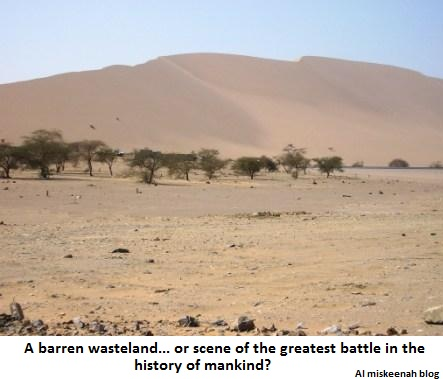 A barren wasteland... or scene of the greatest battle in the
history of mankind?
Al miskeenah blog